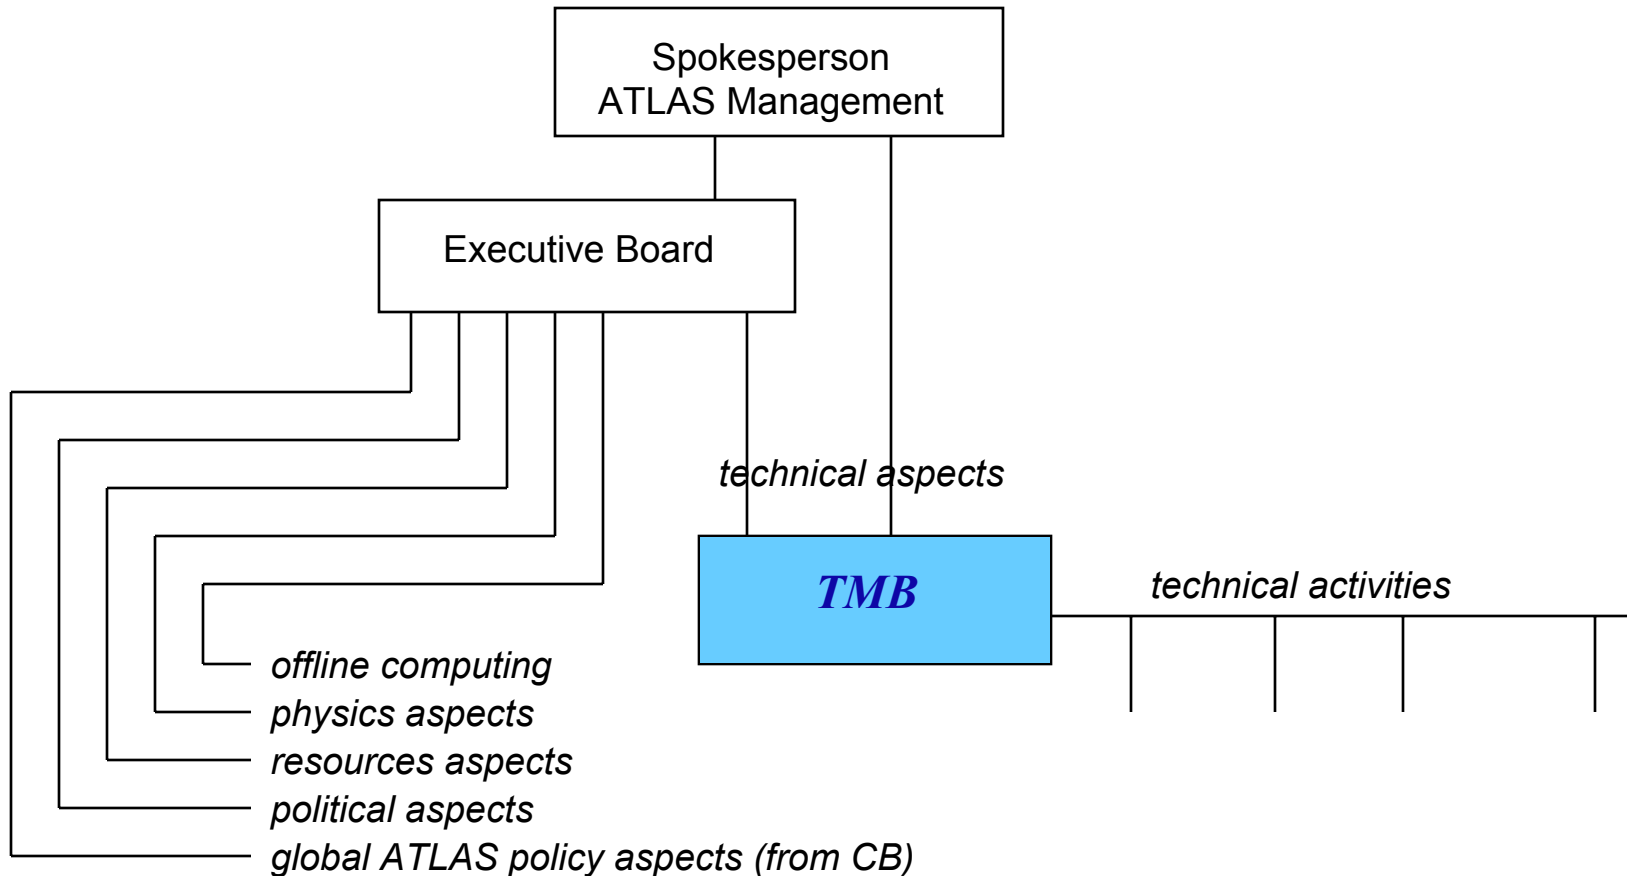 Spokesperson
ATLAS Management
Executive Board
technical aspects
TMB
technical activities
offline computing
physics aspects
resources aspects
political aspects
global ATLAS policy aspects (from CB)